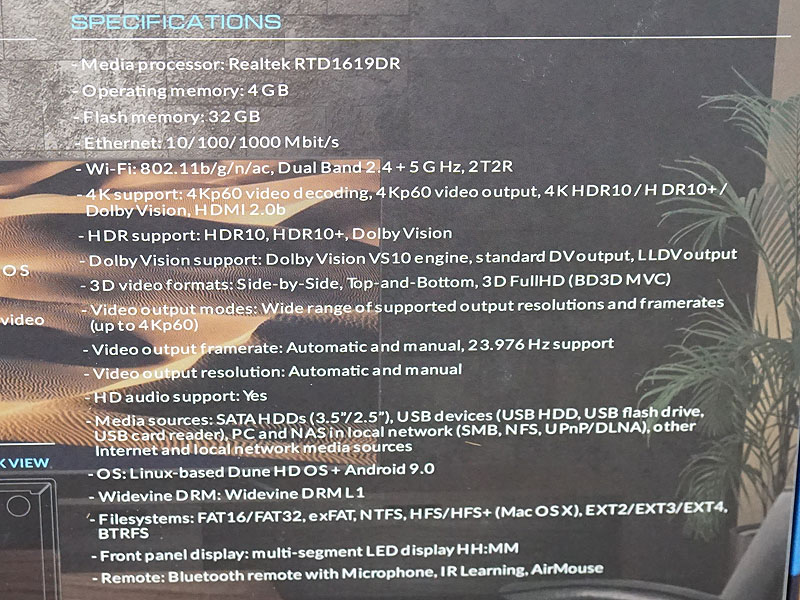 SPECIFICATIONS
- Media processor: Realtek RTD1619DR
- Operating memory: 4 GB
- Flash memory: 32 GB
- Ethernet: 10/100/1000 Mbit/s
- Wi-Fi: 802.11b/g/n/ac, Dual Band 2.4 + 5 GHz, 2T2R
- 4K support: 4Kp60 video decoding, 4Kp60 video output, 4K HDR10 / HDR10+ /
Dolby Vision, HDMI 2.0b
- HDR support: HDR10, HDR10+, Dolby Vision
- Dolby Vision support: Dolby Vision VS10 engine, standard DV output, LLDV output
- 3D video formats: Side-by-Side, Top-and-Bottom, 3D FullHD (BD3D MVC)
- Video output modes: Wide range of supported output resolutions and framerates
(up to 4Kp60)
- Video output framerate: Automatic and manual, 23.976 Hz support
- Video output resolution: Automatic and manual
- HD audio support: Yes
- Media sources: SATA HDDs (3.5”/2.5”), USB devices (USB HDD, USB flash drive,
USB card reader), PC and NAS in local network (SMB, NFS, UPnP/DLNA), other
Internet and local network media sources
- OS: Linux-based Dune HD OS + Android 9.0
- Widevine DRM: Widevine DRM L1
- Filesystems: FAT16/FAT32, exFAT, NTFS, HFS/HFS+ (Mac OS X), EXT2/EXT3/EXT4,
BTRFS
- Front panel display: multi-segment LED display HH:MM
- Remote: Bluetooth remote with Microphone, IR Learning, AirMouse
OS
video
K VIEW